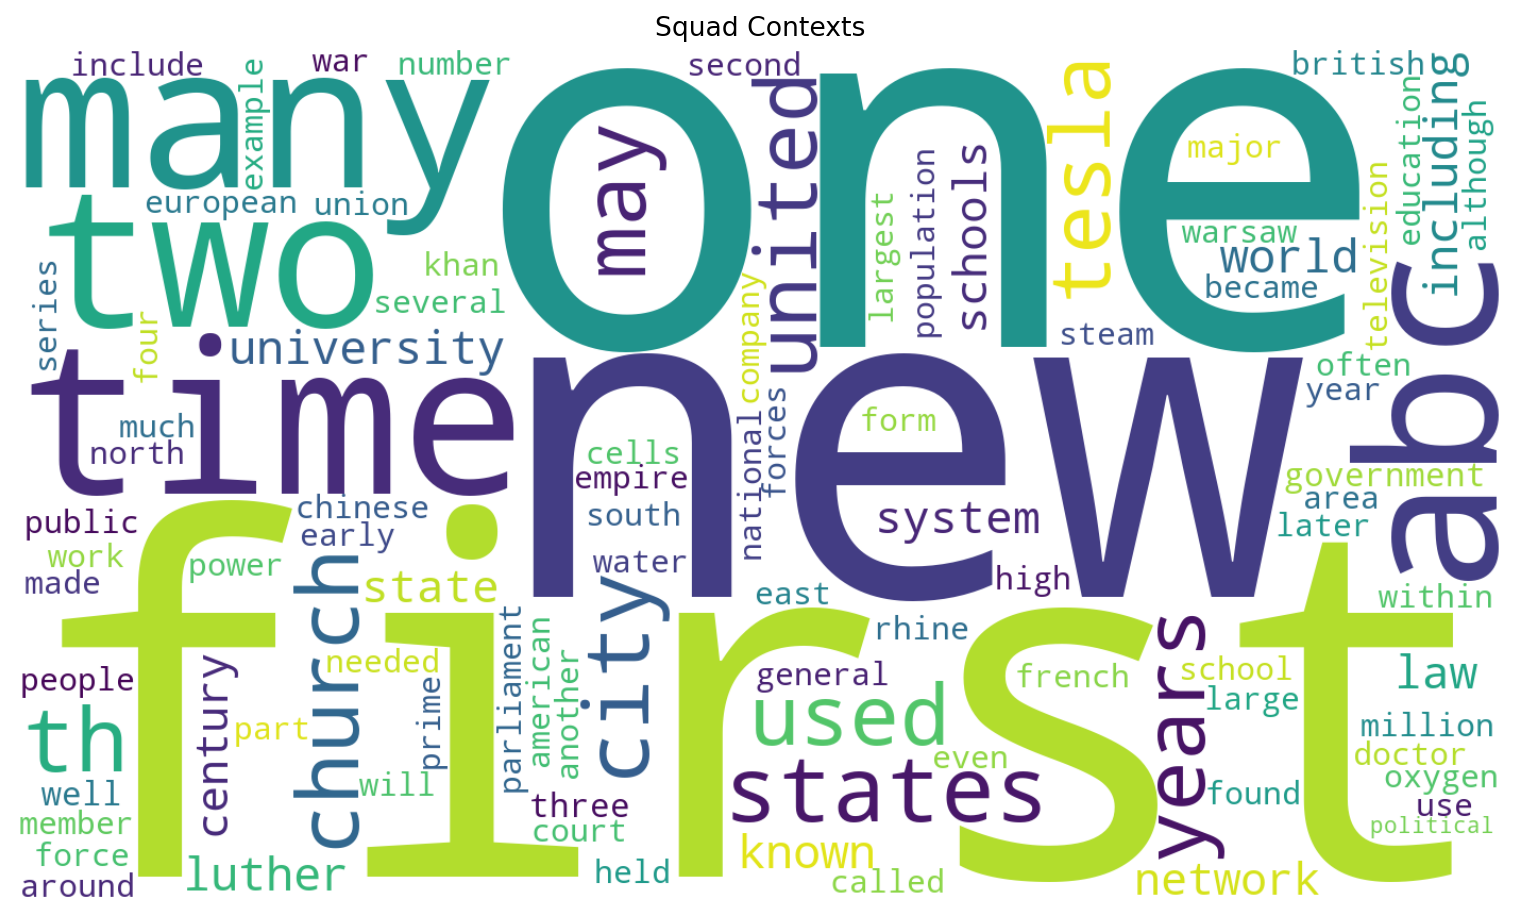 Squad Contexts
include
war
number
second
british
many
one
example
may
united
tesla
major
education
including
although
european
union
two
largest
population
schools
warsaw
world
television
khan
several
became
series
four
university
company
steam
abc
time
new
often
year
much
north
national
forces
form
cells
empire
government
area
public
chinese
early
south
system
later
work
power
water
made
state
high
first
church
city
east
within
rhine
people
needed
century
prime
parliament
american
another
general
french
years
school
law
large
th
part
used
million
doctor
even
will
states
oxygen
well
found
three
use
member
court
political
force
known
luther
held
network
around
called